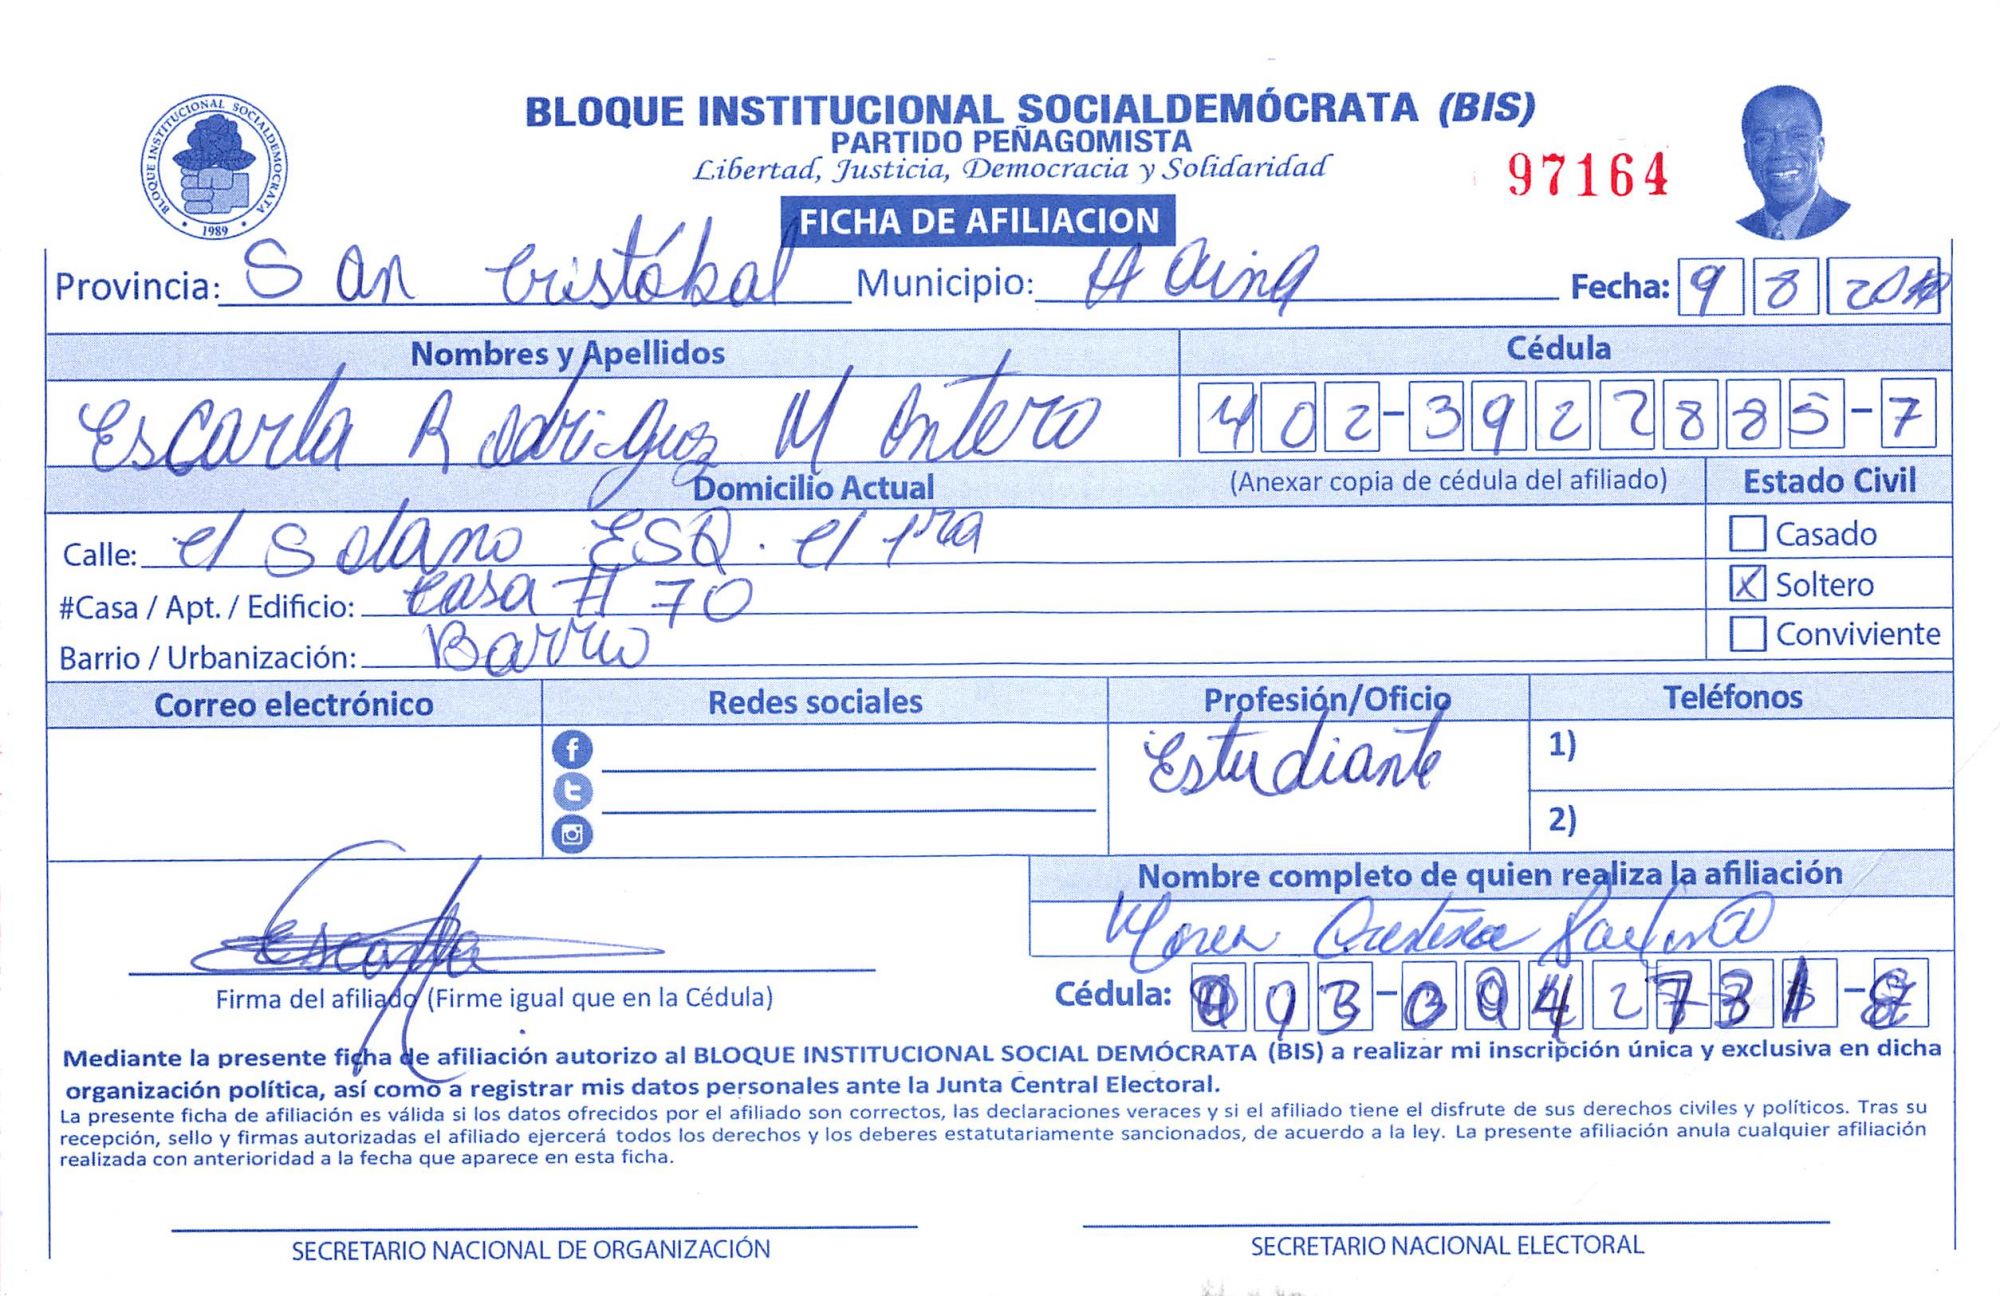 BLOQUE INSTITUCIONAL SOCIALDEMÓCRATA (BIS)
PARTIDO PEÑAGOMISTA
Libertad, Justicia, Democracia y Solidaridad
97164
BLOQUE INSTITUCIONAL SOCIALDEMOCRATA
1989
FICHA DE AFILIACION
Provincia: San Cristóbal Municipio: Haina Fecha: 9 8
Nombres y Apellidos Cédula
Escarla Rodriguez Montero 402-3922885-7
Domicilio Actual (Anexar copia de cédula del afiliado) Estado Civil
Calle: el Solano ESQ. el 1ra
Casado
#Casa / Apt. / Edificio: Casa # 70
X Soltero
Barrio / Urbanización: Barrio
Conviviente
Correo electrónico Redes sociales Profesión/Oficio Teléfonos
Estudiante
1)
2)
Nombre completo de quien realiza la afiliación
Escarla
Firma del afiliado (Firme igual que en la Cédula)
Cédula:
Mediante la presente ficha de afiliación autorizo al BLOQUE INSTITUCIONAL SOCIAL DEMÓCRATA (BIS) a realizar mi inscripción única y exclusiva en dicha
organización política, así como a registrar mis datos personales ante la Junta Central Electoral.
La presente ficha de afiliación es válida si los datos ofrecidos por el afiliado son correctos, las declaraciones veraces y si el afiliado tiene el disfrute de sus derechos civiles y políticos. Tras su
recepción, sello y firmas autorizadas el afiliado ejercerá todos los derechos y los deberes estatutariamente sancionados, de acuerdo a la ley. La presente afiliación anula cualquier afiliación
realizada con anterioridad a la fecha que aparece en esta ficha.
SECRETARIO NACIONAL DE ORGANIZACIÓN
SECRETARIO NACIONAL ELECTORAL